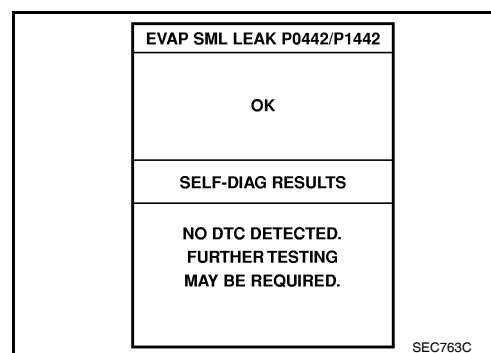 EVAP SML LEAK P0442/P1442
OK
SELF-DIAG RESULTS
NO DTC DETECTED.
FURTHER TESTING
MAY BE REQUIRED.
SEC763C